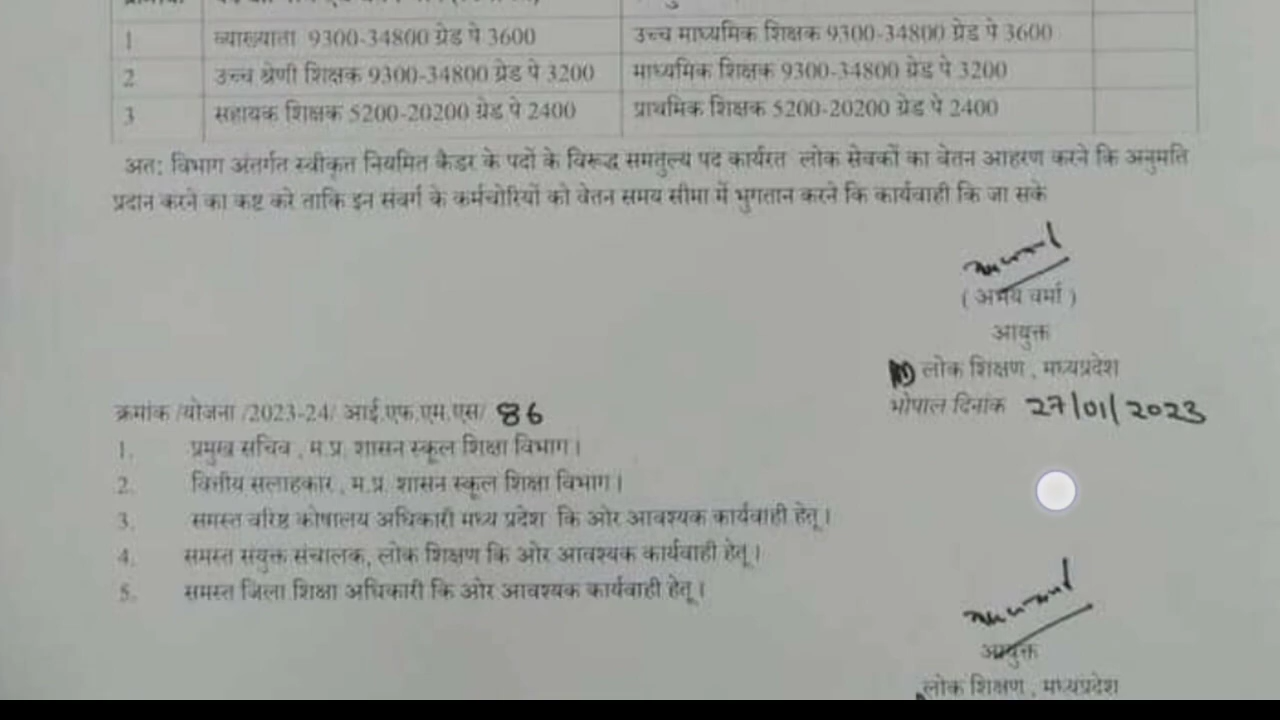 1 व्याख्याता 9300-34800 ग्रेड पे 3600 उच्च माध्यमिक शिक्षक 9300-34800 ग्रेड पे 3600
2 उच्च श्रेणी शिक्षक 9300-34800 ग्रेड पे 3200 माध्यमिक शिक्षक 9300-34800 ग्रेड पे 3200
3 सहायक शिक्षक 5200-20200 ग्रेड पे 2400 प्राथमिक शिक्षक 5200-20200 ग्रेड पे 2400
अत: विभाग अंतर्गत स्वीकृत नियमित कैडर के पदों के विरूद्ध समतुल्य पद कार्यरत लोक सेवकों का वेतन आहरण करने कि अनुमति
प्रदान करने का कष्ट करे ताकि इन संवर्ग के कर्मचोरियों को वेतन समय सीमा में भुगतान करने कि कार्यवाही कि जा सके
( अभय वर्मा )
आयुक्त
लोक शिक्षण , मध्यप्रदेश
क्रमांक /योजना /2023-24/ आई.एफ.एम.एस/ 86 भोपाल दिनांक 27/01/2023
1. प्रमुख सचिव , म.प्र. शासन स्कूल शिक्षा विभाग।
2. वित्तीय सलाहकार , म.प्र. शासन स्कूल शिक्षा विभाग।
3. समस्त वरिष्ठ कोषालय अधिकारी मध्य प्रदेश कि ओर आवश्यक कार्यवाही हेतू।
4. समस्त संयुक्त संचालक, लोक शिक्षण कि ओर आवश्यक कार्यवाही हेतू।
5. समस्त जिला शिक्षा अधिकारी कि ओर आवश्यक कार्यवाही हेतू।
आयुक्त
लोक शिक्षण , मध्यप्रदेश